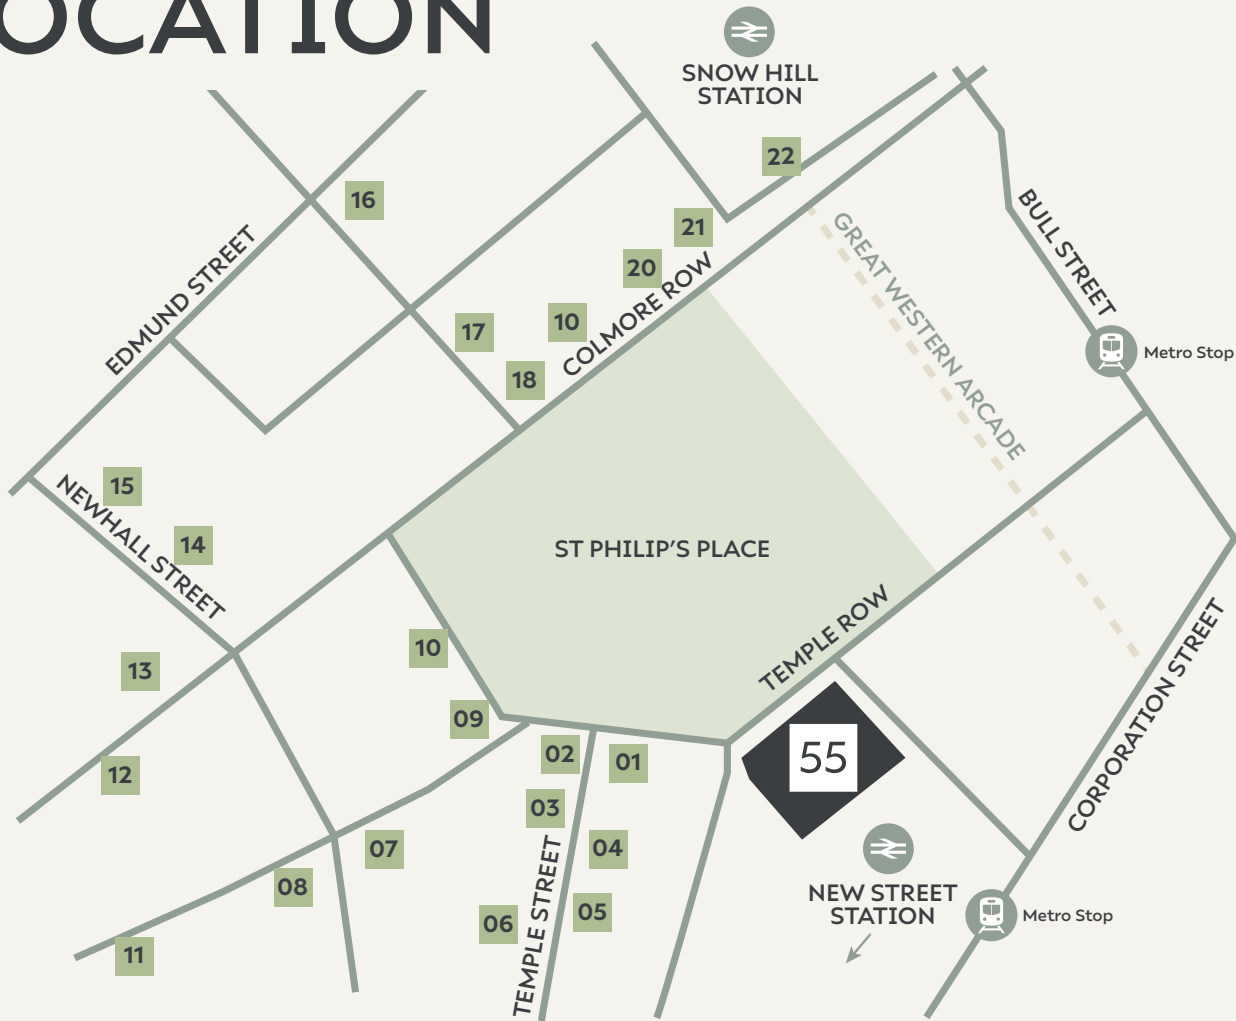 OCATION
SNOW HILL
STATION
22
16
21
20
10
17
18
EDMUND STREET
COLMORE ROW
GREAT WESTERN ARCADE
BULL STREET
Metro Stop
15
14
NEWHALL STREET
ST PHILIP'S PLACE
13
10
09
12
TEMPLE ROW
55
02
01
03
04
07
08
05
06
11
TEMPLE STREET
CORPORATION STREET
NEW STREET
STATION
Metro Stop